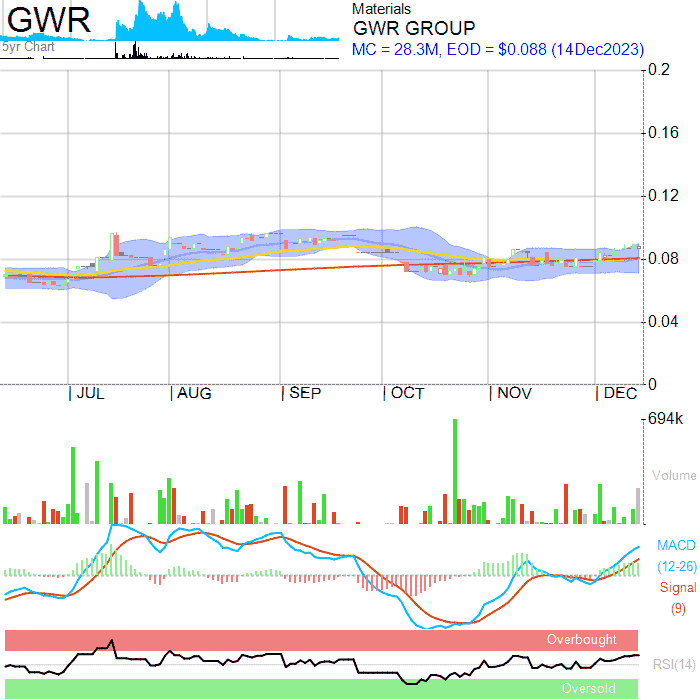 GWR
5yr Chart
Materials
GWR GROUP
MC = 28.3M, EOD = $0.088 (14Dec2023)
0.2
0.16
0.12
0.08
0.04
0
JUL AUG SEP OCT NOV DEC
694k
Volume
MACD
(12-26)
Signal
(9)
Overbought
RSI(14)
Oversold